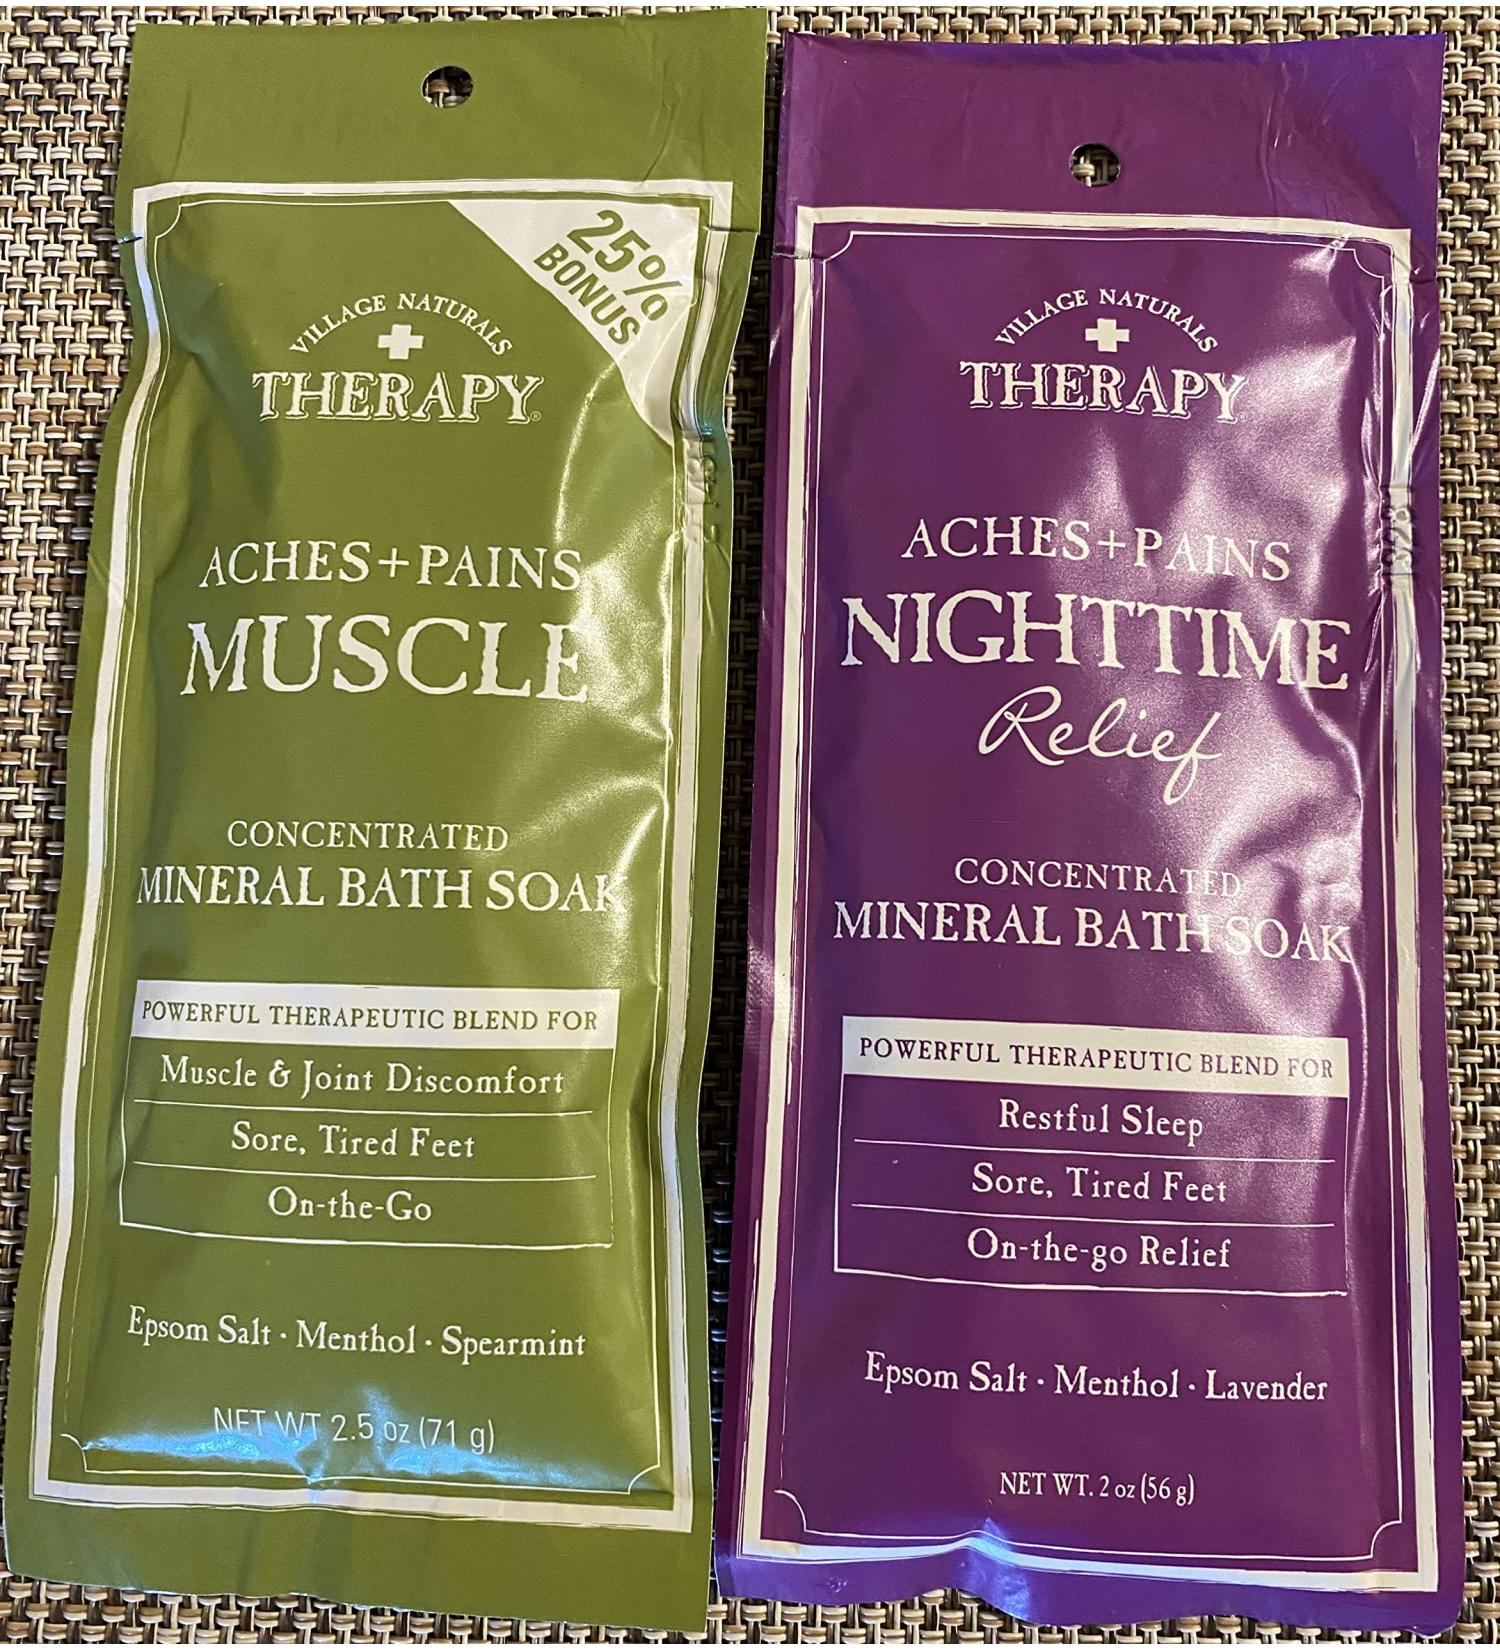 25%
BONUS
VILLAGE NATURALS
THERAPY®
ACHES+PAINS
MUSCLE
CONCENTRATED
MINERAL BATH SOAK
POWERFUL THERAPEUTIC BLEND FOR
Muscle & Joint Discomfort
Sore, Tired Feet
On-the-Go
Epsom Salt · Menthol · Spearmint
NET WT 2.5 oz (71 g)
VILLAGE NATURALS
THERAPY
ACHES+PAINS
NIGHTTIME
Relief
CONCENTRATED
MINERAL BATH SOAK
POWERFUL THERAPEUTIC BLEND FOR
Restful Sleep
Sore, Tired Feet
On-the-go Relief
Epsom Salt · Menthol · Lavender
NET WT. 2 oz (56 g)